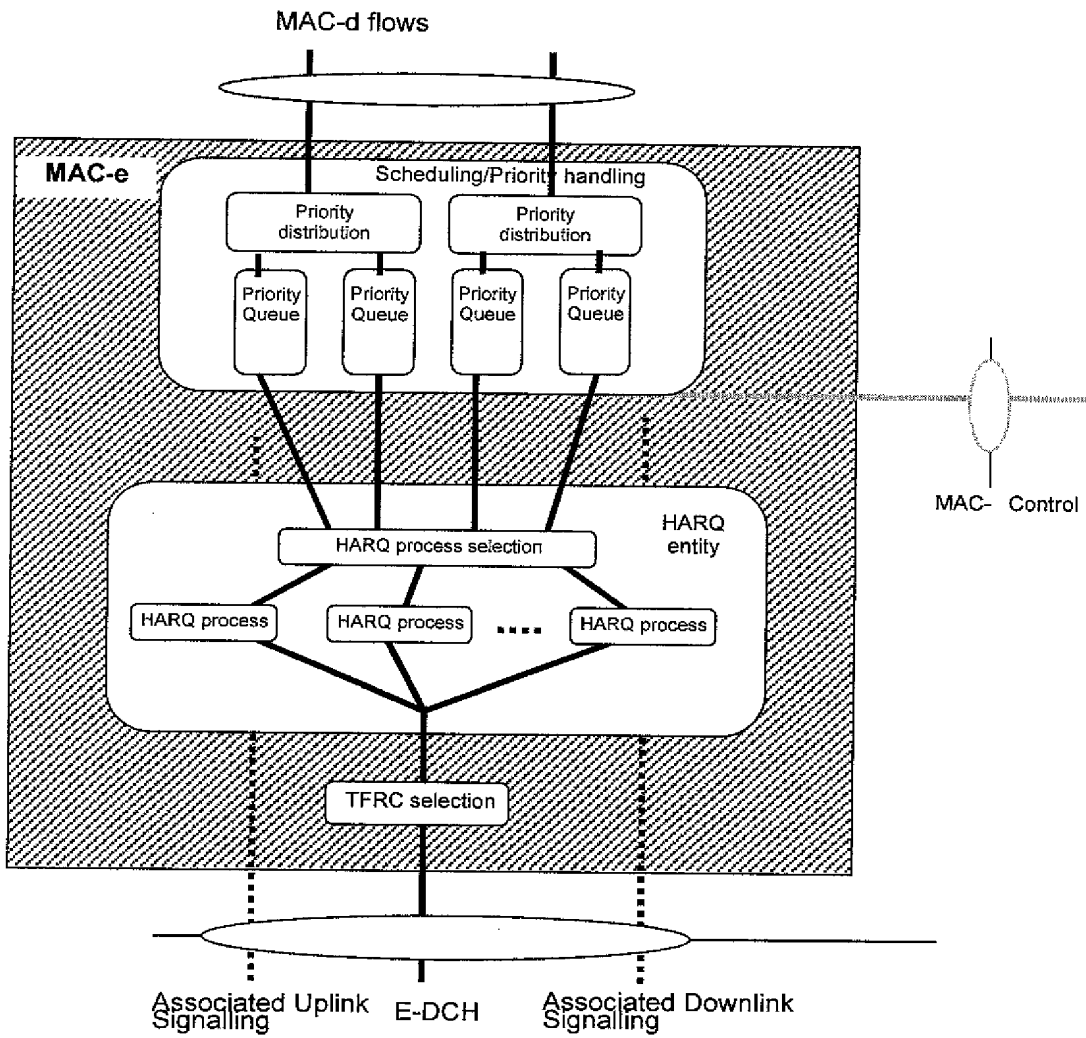 MAC-d flows
MAC-e
Scheduling/Priority handling
Priority
distribution
Priority
distribution
Priority
Queue
Priority
Queue
Priority
Queue
Priority
Queue
MAC- Control
HARQ
entity
HARQ process selection
HARQ process
HARQ process
HARQ process
TFRC selection
Associated Uplink
Signalling
E-DCH
Associated Downlink
Signalling